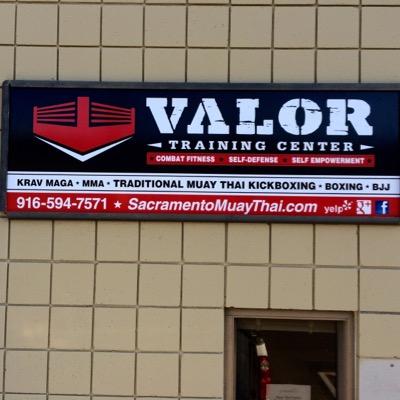 VALOR
TRAINING CENTER
★ COMBAT FITNESS ★ SELF-DEFENSE ★ SELF EMPOWERMENT ★
KRAV MAGA • MMA • TRADITIONAL MUAY THAI KICKBOXING • BOXING • BJJ
916-594-7571 ★ SacramentoMuayThai.com yelp g+ f